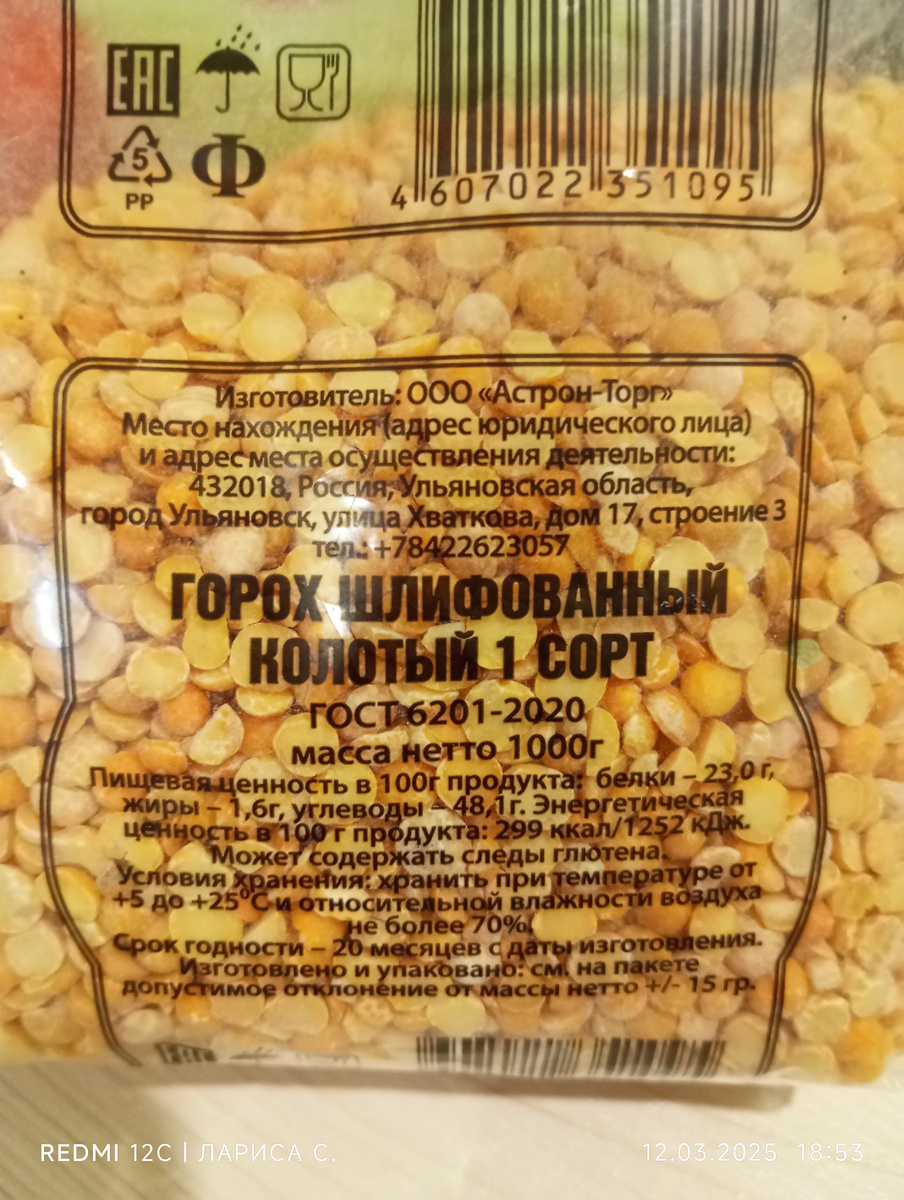 ЕАС
5
PP
Ф
4 607022 351095
Изготовитель: ООО «Астрон-Торг»
Место нахождения (адрес юридического лица)
и адрес места осуществления деятельности:
432018, Россия, Ульяновская область,
город Ульяновск, улица Хваткова, дом 17, строение 3
тел.: +78422623057
ГОРОХ ШЛИФОВАННЫЙ
КОЛОТЫЙ 1 СОРТ
ГОСТ 6201-2020
масса нетто 1000г
Пищевая ценность в 100г продукта: белки – 23,0 г,
жиры – 1,6г, углеводы – 48,1г. Энергетическая
ценность в 100 г продукта: 299 ккал/1252 кДж.
Может содержать следы глютена.
Условия хранения: хранить при температуре от
+5 до +25°С и относительной влажности воздуха
не более 70%.
Срок годности – 20 месяцев с даты изготовления.
Изготовлено и упаковано: см. на пакете
допустимое отклонение от массы нетто +/- 15 гр.
REDMI 12C | ЛАРИСА С.
12.03.2025 18:53